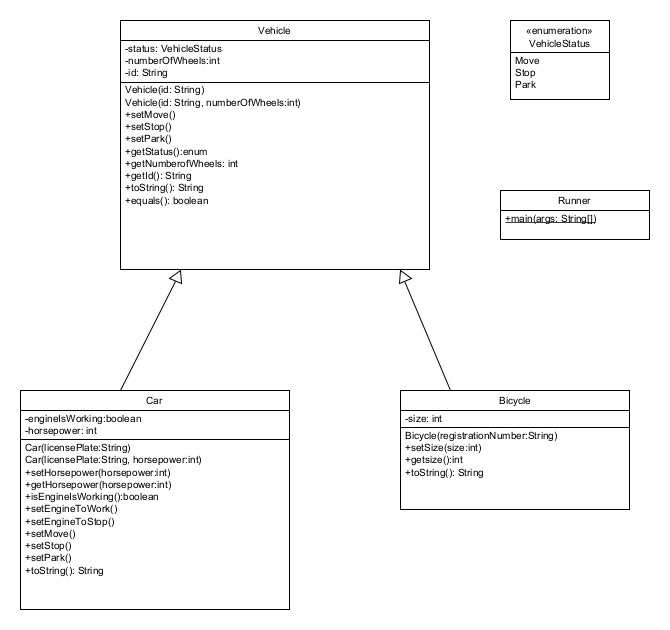 Vehicle
-status: VehicleStatus
-numberOfWheels:int
-id: String
Vehicle(id: String)
Vehicle(id: String, numberOfWheels:int)
+setMove()
+setStop()
+setPark()
+getStatus():enum
+getNumberofWheels: int
+getId(): String
+toString(): String
+equals(): boolean
«enumeration»
VehicleStatus
Move
Stop
Park
Runner
+main(args: String[])
Car
-engineIsWorking:boolean
-horsepower: int
Car(licensePlate:String)
Car(licensePlate:String, horsepower:int)
+setHorsepower(horsepower:int)
+getHorsepower(horsepower:int)
+isEngineIsWorking():boolean
+setEngineToWork()
+setEngineToStop()
+setMove()
+setStop()
+setPark()
+toString(): String
Bicycle
-size: int
Bicycle(registrationNumber:String)
+setSize(size:int)
+getsize():int
+toString(): String